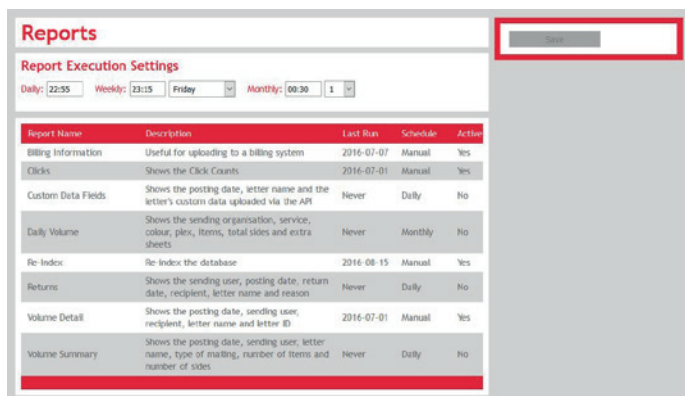 Reports
Save
Report Execution Settings
Daily: 22:55 Weekly: 23:15 Friday Monthly: 00:30 1
Report Name Description Last Run Schedule Active
Billing Information Useful for uploading to a billing system 2016-07-07 Manual Yes
Clicks Shows the Click Counts 2016-07-01 Manual Yes
Custom Data Fields Shows the posting date, letter name and the
letter's custom data uploaded via the API Never Daily No
Daily Volume Shows the sending organisation, service,
colour, plex, items, total sides and extra
sheets Never Monthly No
Re-Index Re-index the database 2016-08-15 Manual Yes
Returns Shows the sending user, posting date, return
date, recipient, letter name and reason Never Daily No
Volume Detail Shows the posting date, sending user,
recipient, letter name and letter ID 2016-07-01 Manual Yes
Volume Summary Shows the posting date, sending user, letter
name, type of mailing, number of items and
number of sides Never Daily No